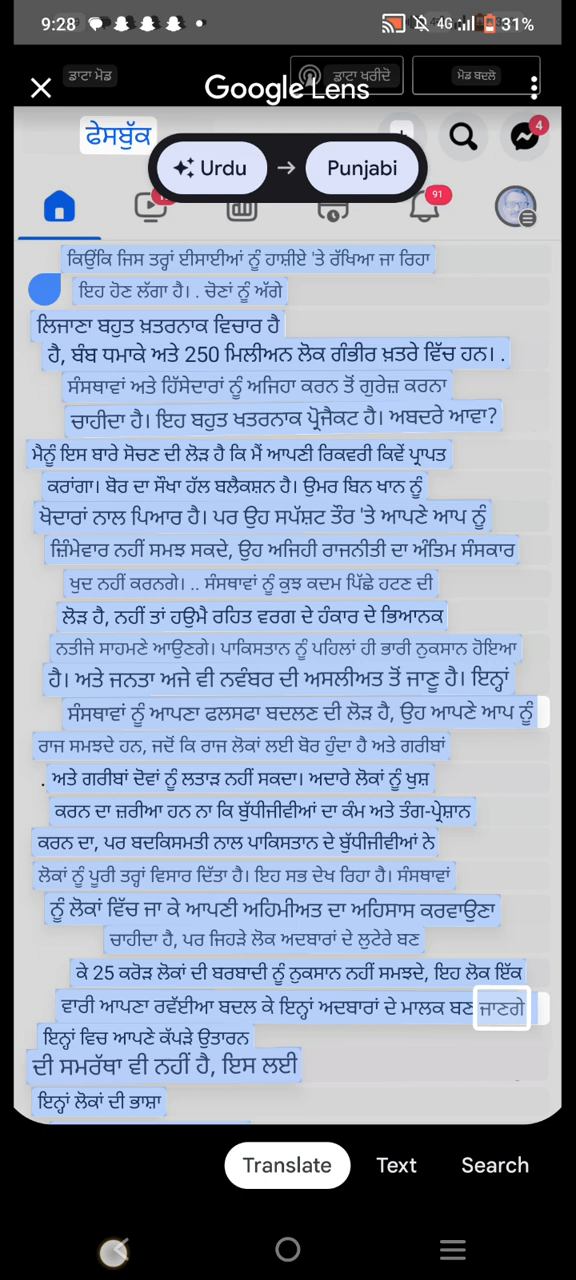 9:28 4G 31%
ਡਾਟਾ ਮੋਡ ਡਾਟਾ ਖਰੀਦੋ ਮੋਡ ਬਦਲੋ
Google Lens
ਫੇਸਬੁੱਕ
4
Urdu → Punjabi
91
ਕਿਉਂਕਿ ਜਿਸ ਤਰ੍ਹਾਂ ਈਸਾਈਆਂ ਨੂੰ ਹਾਸ਼ੀਏ 'ਤੇ ਰੱਖਿਆ ਜਾ ਰਿਹਾ
ਇਹ ਹੋਣ ਲੱਗਾ ਹੈ। . ਚੋਣਾਂ ਨੂੰ ਅੱਗੇ
ਲਿਜਾਣਾ ਬਹੁਤ ਖ਼ਤਰਨਾਕ ਵਿਚਾਰ ਹੈ
ਹੈ, ਬੰਬ ਧਮਾਕੇ ਅਤੇ 250 ਮਿਲੀਅਨ ਲੋਕ ਗੰਭੀਰ ਖ਼ਤਰੇ ਵਿੱਚ ਹਨ। .
ਸੰਸਥਾਵਾਂ ਅਤੇ ਹਿੱਸੇਦਾਰਾਂ ਨੂੰ ਅਜਿਹਾ ਕਰਨ ਤੋਂ ਗੁਰੇਜ਼ ਕਰਨਾ
ਚਾਹੀਦਾ ਹੈ। ਇਹ ਬਹੁਤ ਖਤਰਨਾਕ ਪ੍ਰੋਜੈਕਟ ਹੈ। ਅਬਦਰੇ ਆਵਾ?
ਮੈਨੂੰ ਇਸ ਬਾਰੇ ਸੋਚਣ ਦੀ ਲੋੜ ਹੈ ਕਿ ਮੈਂ ਆਪਣੀ ਰਿਕਵਰੀ ਕਿਵੇਂ ਪ੍ਰਾਪਤ
ਕਰਾਂਗਾ। ਬੋਰ ਦਾ ਸੌਖਾ ਹੱਲ ਬਲੈਕਸ਼ਨ ਹੈ। ਉਮਰ ਬਿਨ ਖਾਨ ਨੂੰ
ਖੋਦਾਰਾਂ ਨਾਲ ਪਿਆਰ ਹੈ। ਪਰ ਉਹ ਸਪੱਸ਼ਟ ਤੌਰ 'ਤੇ ਆਪਣੇ ਆਪ ਨੂੰ
ਜ਼ਿੰਮੇਵਾਰ ਨਹੀਂ ਸਮਝ ਸਕਦੇ, ਉਹ ਅਜਿਹੀ ਰਾਜਨੀਤੀ ਦਾ ਅੰਤਿਮ ਸੰਸਕਾਰ
ਖੁਦ ਨਹੀਂ ਕਰਨਗੇ। .. ਸੰਸਥਾਵਾਂ ਨੂੰ ਕੁਝ ਕਦਮ ਪਿੱਛੇ ਹਟਣ ਦੀ
ਲੋੜ ਹੈ, ਨਹੀਂ ਤਾਂ ਹਉਮੈ ਰਹਿਤ ਵਰਗ ਦੇ ਹੰਕਾਰ ਦੇ ਭਿਆਨਕ
ਨਤੀਜੇ ਸਾਹਮਣੇ ਆਉਣਗੇ। ਪਾਕਿਸਤਾਨ ਨੂੰ ਪਹਿਲਾਂ ਹੀ ਭਾਰੀ ਨੁਕਸਾਨ ਹੋਇਆ
ਹੈ। ਅਤੇ ਜਨਤਾ ਅਜੇ ਵੀ ਨਵੰਬਰ ਦੀ ਅਸਲੀਅਤ ਤੋਂ ਜਾਣੂ ਹੈ। ਇਨ੍ਹਾਂ
ਸੰਸਥਾਵਾਂ ਨੂੰ ਆਪਣਾ ਫਲਸਫਾ ਬਦਲਣ ਦੀ ਲੋੜ ਹੈ, ਉਹ ਆਪਣੇ ਆਪ ਨੂੰ
ਰਾਜ ਸਮਝਦੇ ਹਨ, ਜਦੋਂ ਕਿ ਰਾਜ ਲੋਕਾਂ ਲਈ ਬੋਰ ਹੁੰਦਾ ਹੈ ਅਤੇ ਗਰੀਬਾਂ
. ਅਤੇ ਗਰੀਬਾਂ ਦੋਵਾਂ ਨੂੰ ਲਤਾੜ ਨਹੀਂ ਸਕਦਾ। ਅਦਾਰੇ ਲੋਕਾਂ ਨੂੰ ਖੁਸ਼
ਕਰਨ ਦਾ ਜ਼ਰੀਆ ਹਨ ਨਾ ਕਿ ਬੁੱਧੀਜੀਵੀਆਂ ਦਾ ਕੰਮ ਅਤੇ ਤੰਗ-ਪ੍ਰੇਸ਼ਾਨ
ਕਰਨ ਦਾ, ਪਰ ਬਦਕਿਸਮਤੀ ਨਾਲ ਪਾਕਿਸਤਾਨ ਦੇ ਬੁੱਧੀਜੀਵੀਆਂ ਨੇ
ਲੋਕਾਂ ਨੂੰ ਪੂਰੀ ਤਰ੍ਹਾਂ ਵਿਸਾਰ ਦਿੱਤਾ ਹੈ। ਇਹ ਸਭ ਦੇਖ ਰਿਹਾ ਹੈ। ਸੰਸਥਾਵਾਂ
ਨੂੰ ਲੋਕਾਂ ਵਿੱਚ ਜਾ ਕੇ ਆਪਣੀ ਅਹਿਮੀਅਤ ਦਾ ਅਹਿਸਾਸ ਕਰਵਾਉਣਾ
ਚਾਹੀਦਾ ਹੈ, ਪਰ ਜਿਹੜੇ ਲੋਕ ਅਦਬਾਰਾਂ ਦੇ ਲੁਟੇਰੇ ਬਣ
ਕੇ 25 ਕਰੋੜ ਲੋਕਾਂ ਦੀ ਬਰਬਾਦੀ ਨੂੰ ਨੁਕਸਾਨ ਨਹੀਂ ਸਮਝਦੇ, ਇਹ ਲੋਕ ਇੱਕ
ਵਾਰੀ ਆਪਣਾ ਰਵੱਈਆ ਬਦਲ ਕੇ ਇਨ੍ਹਾਂ ਅਦਬਾਰਾਂ ਦੇ ਮਾਲਕ ਬਣ ਜਾਣਗੇ
ਇਨ੍ਹਾਂ ਵਿਚ ਆਪਣੇ ਕੱਪੜੇ ਉਤਾਰਨ
ਦੀ ਸਮਰੱਥਾ ਵੀ ਨਹੀਂ ਹੈ, ਇਸ ਲਈ
ਇਨ੍ਹਾਂ ਲੋਕਾਂ ਦੀ ਭਾਸ਼ਾ
Translate Text Search